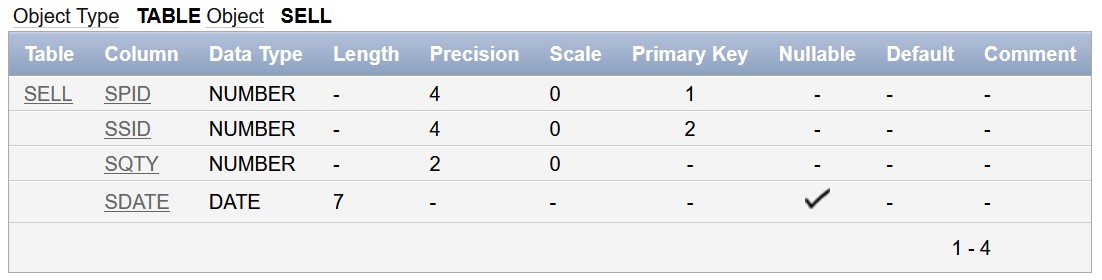 Object Type TABLE Object SELL
Table Column Data Type Length Precision Scale Primary Key Nullable Default Comment
SELL SPID NUMBER - 4 0 1 - - -
SSID NUMBER - 4 0 2 - - -
SQTY NUMBER - 2 0 - - - -
SDATE DATE 7 - - - ✓ - -
1 - 4